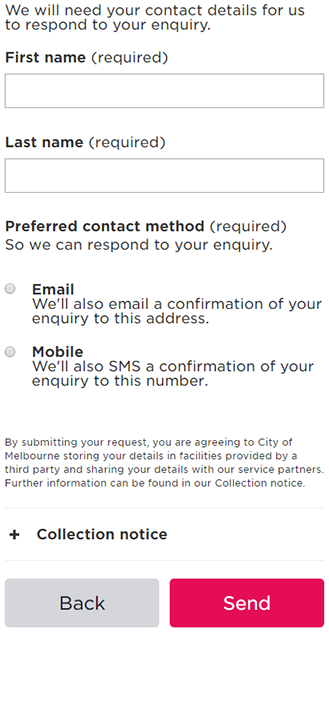 We will need your contact details for us
to respond to your enquiry.
First name (required)
Last name (required)
Preferred contact method (required)
So we can respond to your enquiry.
Email
We'll also email a confirmation of your
enquiry to this address.
Mobile
We'll also SMS a confirmation of your
enquiry to this number.
By submitting your request, you are agreeing to City of
Melbourne storing your details in facilities provided by a
third party and sharing your details with our service partners.
Further information can be found in our Collection notice.
+ Collection notice
Back
Send